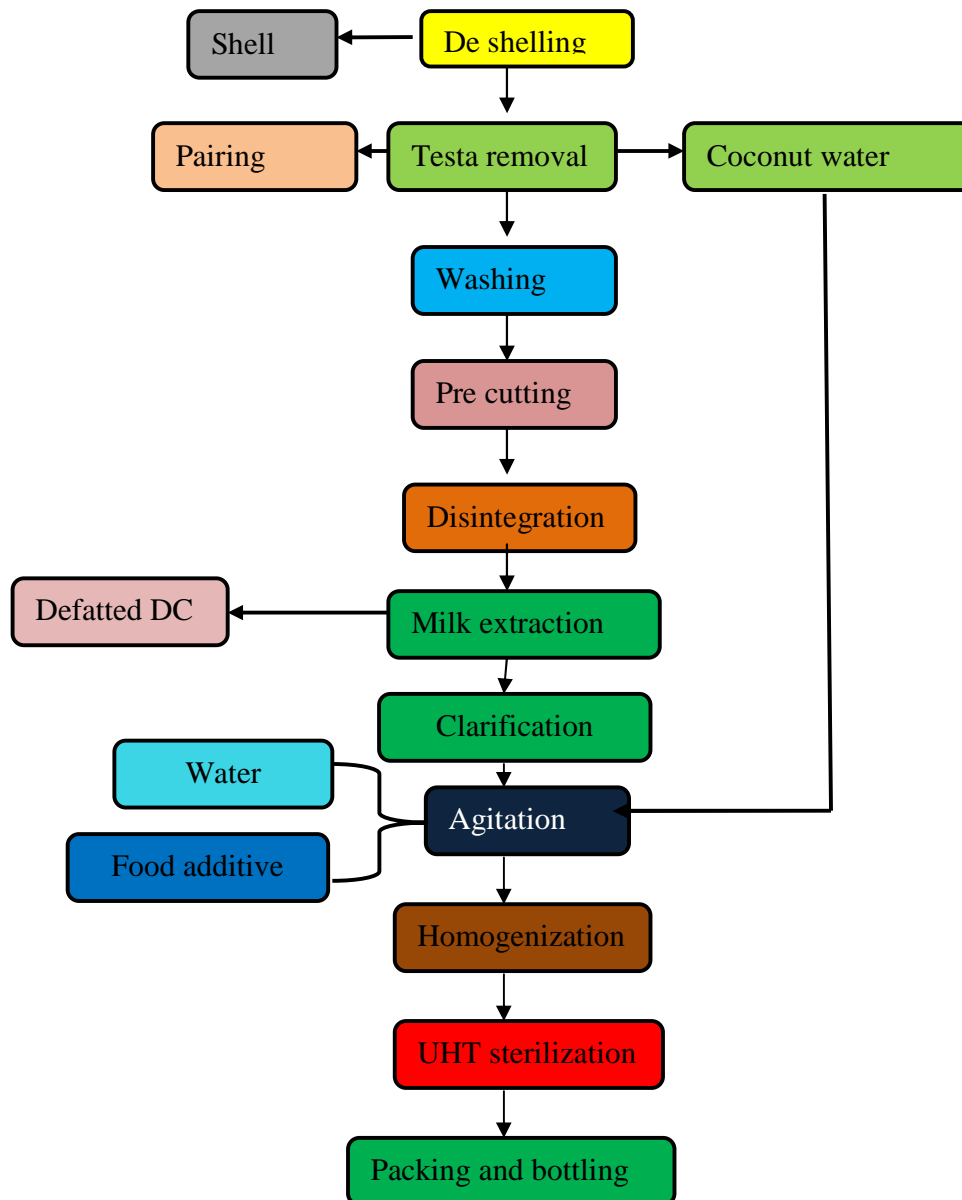 Shell
De shelling
Pairing
Testa removal
Coconut water
Washing
Pre cutting
Disintegration
Defatted DC
Milk extraction
Clarification
Water
Agitation
Food additive
Homogenization
UHT sterilization
Packing and bottling